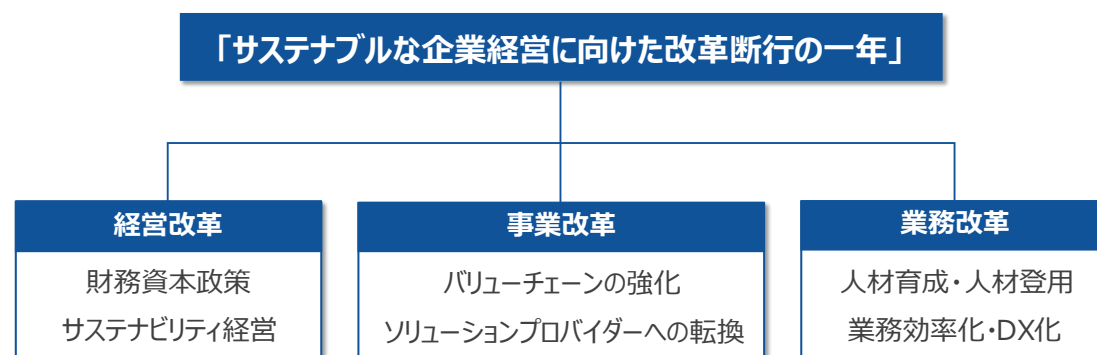 「サステナブルな企業経営に向けた改革断行の一年」
経営改革
財務資本政策
サステナビリティ経営
事業改革
バリューチェーンの強化
ソリューションプロバイダーへの転換
業務改革
人材育成・人材登用
業務効率化・DX化